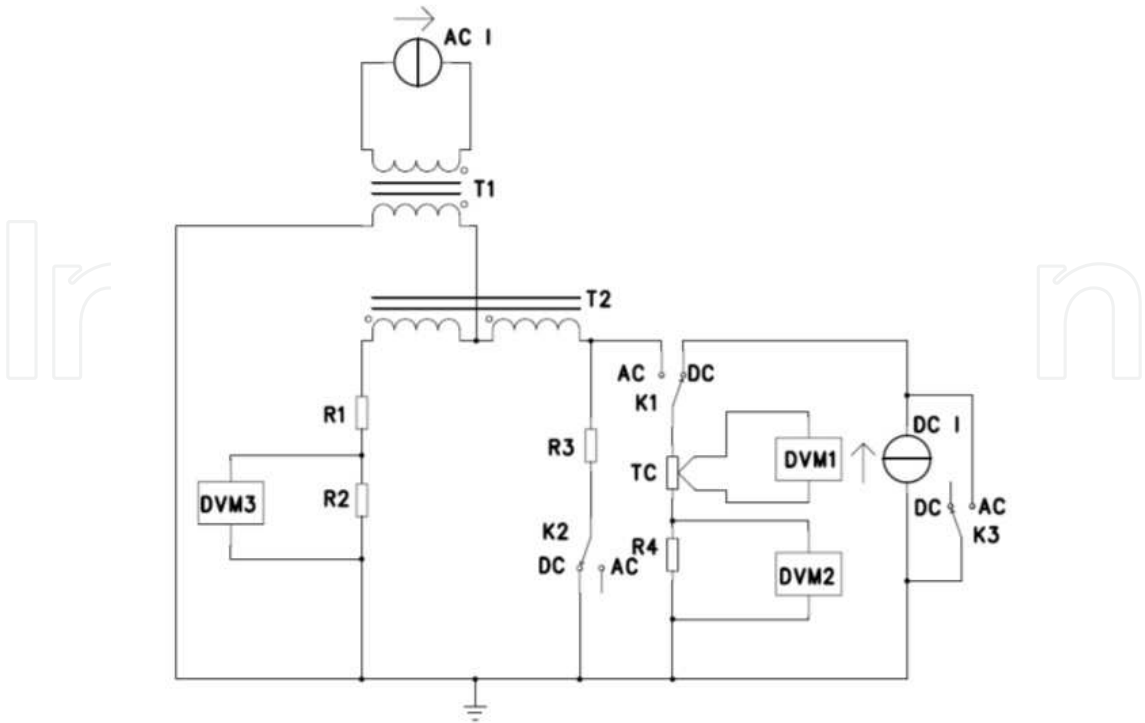 AC I
T1
T2
AC
DC
K1
R1
R3
DC I
TC
DVM1
DVM3
R2
DC
AC
K3
K2
R4
DC
AC
DVM2